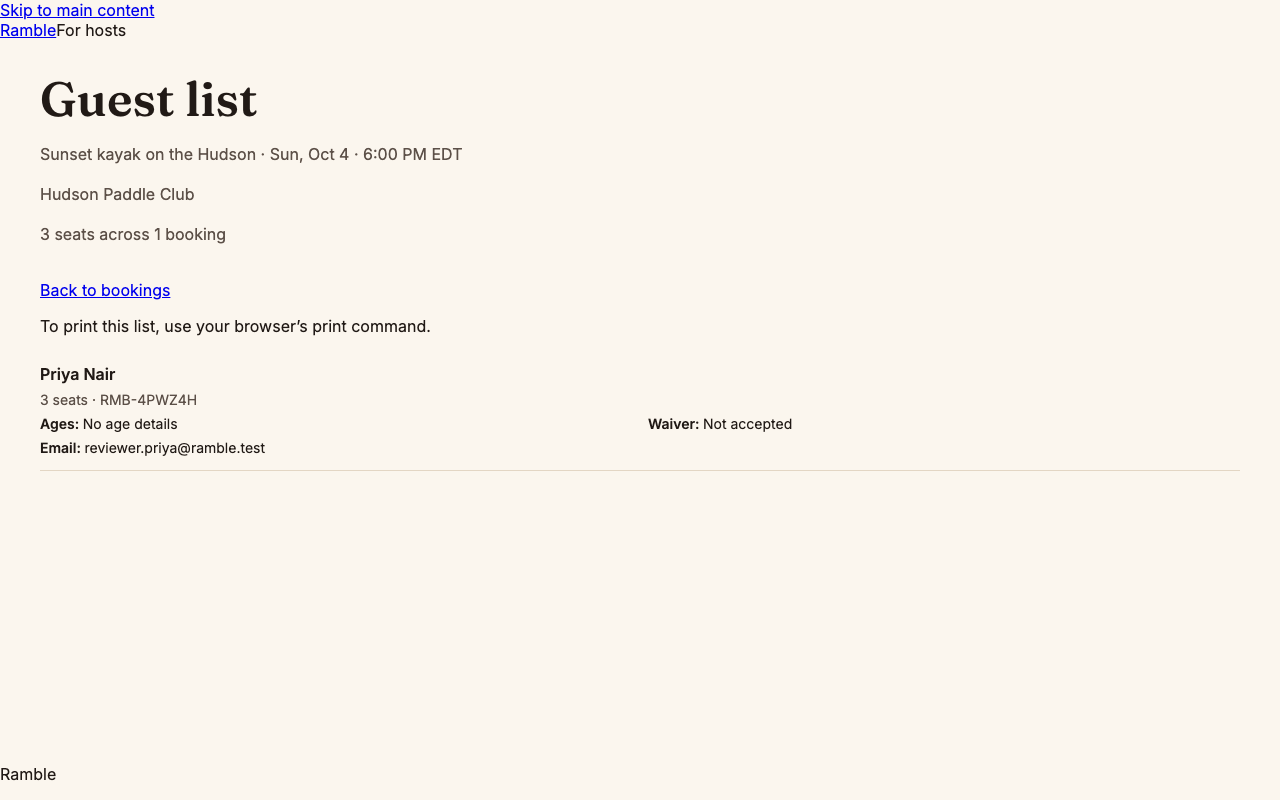 Skip to main content
RambleFor hosts
Guest list
Sunset kayak on the Hudson · Sun, Oct 4 · 6:00 PM EDT
Hudson Paddle Club
3 seats across 1 booking
Back to bookings
To print this list, use your browser’s print command.
Priya Nair
3 seats · RMB-4PWZ4H
Ages: No age details
Waiver: Not accepted
Email: reviewer.priya@ramble.test
Ramble